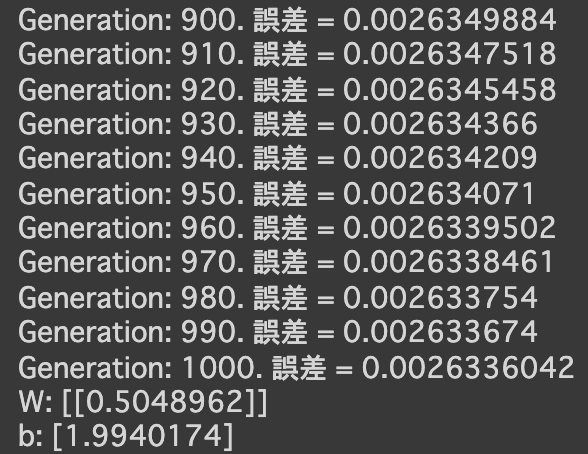 Generation: 900. 誤差 = 0.0026349884
Generation: 910. 誤差 = 0.0026347518
Generation: 920. 誤差 = 0.0026345458
Generation: 930. 誤差 = 0.002634366
Generation: 940. 誤差 = 0.002634209
Generation: 950. 誤差 = 0.002634071
Generation: 960. 誤差 = 0.0026339502
Generation: 970. 誤差 = 0.0026338461
Generation: 980. 誤差 = 0.002633754
Generation: 990. 誤差 = 0.002633674
Generation: 1000. 誤差 = 0.0026336042
W: [[0.5048962]]
b: [1.9940174]